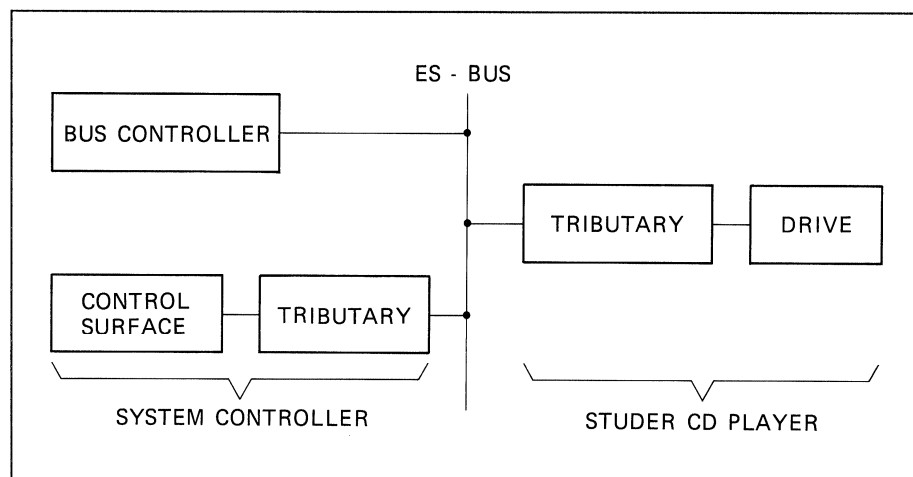 ES - BUS
BUS CONTROLLER
TRIBUTARY
DRIVE
CONTROL
SURFACE
TRIBUTARY
SYSTEM CONTROLLER
STUDER CD PLAYER